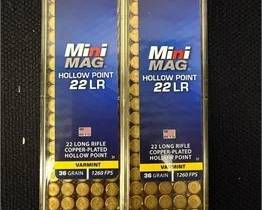 Mini
MAG
HOLLOW POINT
22 LR
22 LONG RIFLE
COPPER-PLATED
HOLLOW POINT
VARMINT
36 GRAIN 1260 FPS
Mini
MAG
HOLLOW POINT
22 LR
22 LONG RIFLE
COPPER-PLATED
HOLLOW POINT
VARMINT
36 GRAIN 1260 FPS